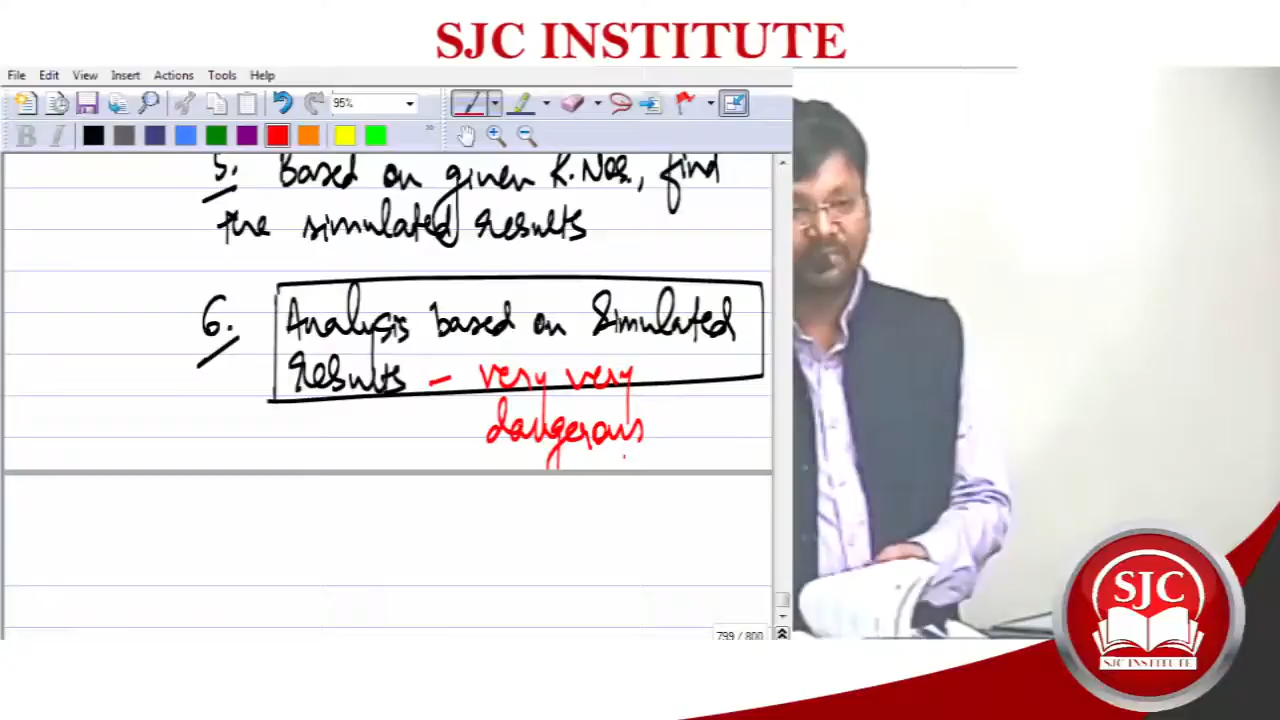 SJC INSTITUTE
File Edit View Insert Actions Tools Help
95%
B I
5. Based on given R.Nos., find
the simulated results
6. Analysis based on Simulated
Results - very very
dangerous
799 / 800
SJC
SJC INSTITUTE